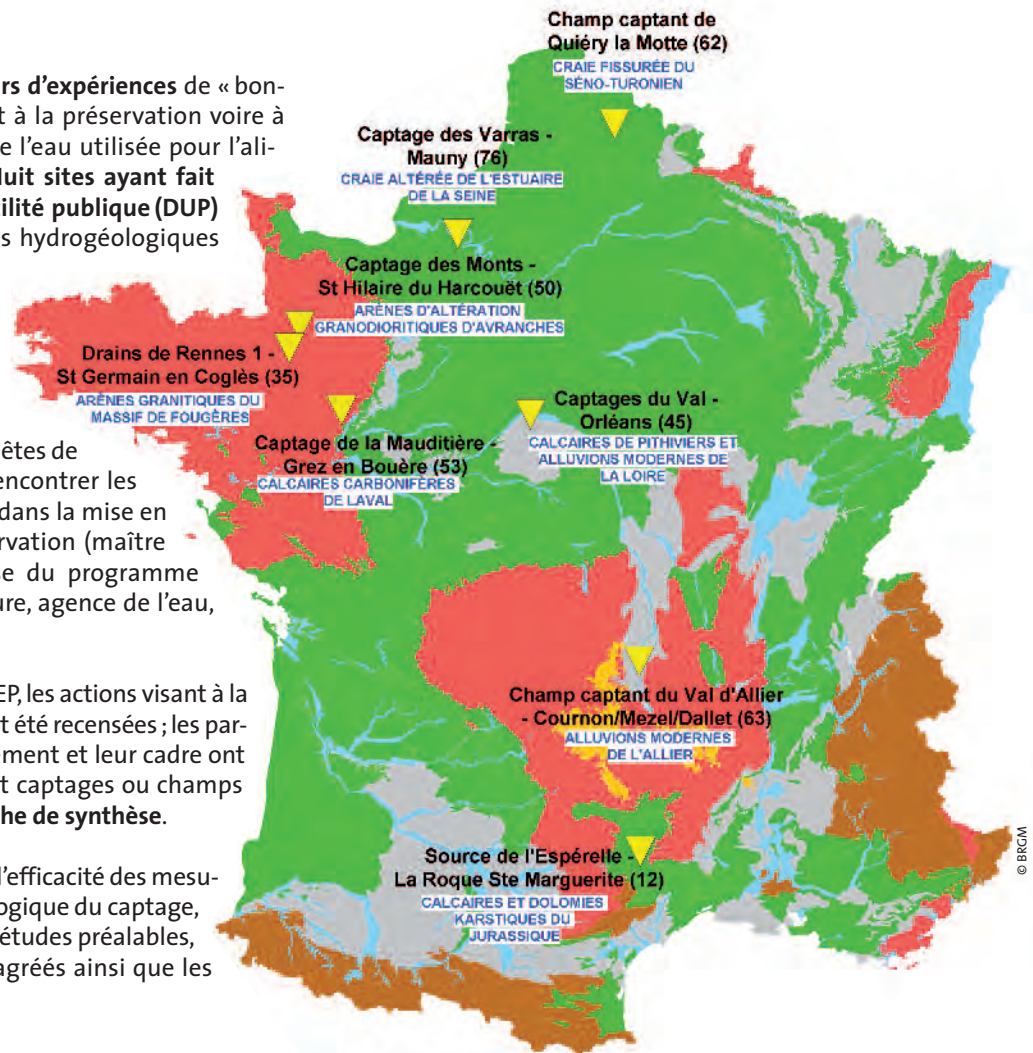 rs d'expériences de « bon-
t à la préservation voire à
e l'eau utilisée pour l'ali-
uit sites ayant fait
tilité publique (DUP)
s hydrogéologiques
êtes de
encontrer les
dans la mise en
rvation (maître
se du programme
ure, agence de l'eau,
EP, les actions visant à la
t été recensées ; les par-
ement et leur cadre ont
t captages ou champs
he de synthèse.
l'efficacité des mesu-
logique du captage,
études préalables,
agréés ainsi que les
Champ captant de
Quiéry la Motte (62)
CRAIE FISSURÉE DU
SÉNO-TURONIEN
Captage des Varras -
Mauny (76)
CRAIE ALTÉRÉE DE L'ESTUAIRE
DE LA SEINE
Captage des Monts -
St Hilaire du Harcouët (50)
ARÈNES D'ALTÉRATION
GRANODIORITIQUES D'AVRANCHES
Drains de Rennes 1 -
St Germain en Coglès (35)
ARÈNES GRANITIQUES DU
MASSIF DE FOUGÈRES
Captage de la Mauditière -
Grez en Bouère (53)
CALCAIRES CARBONIFÈRES
DE LAVAL
Captages du Val -
Orléans (45)
CALCAIRES DE PITHIVIERS ET
ALLUVIONS MODERNES DE
LA LOIRE
Champ captant du Val d'Allier
- Cournon/Mezel/Dallet (63)
ALLUVIONS MODERNES
DE L'ALLIER
Source de l'Espérelle -
La Roque Ste Marguerite (12)
CALCAIRES ET DOLOMIES
KARSTIQUES DU
JURASSIQUE
© BRGM